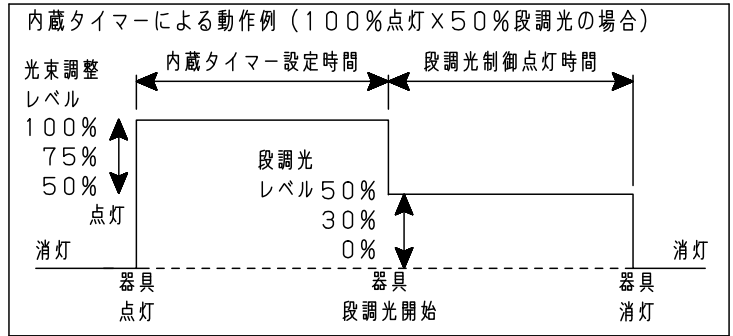 内蔵タイマーによる動作例（１００％点灯×５０％段調光の場合）
内蔵タイマー設定時間
段調光制御点灯時間
光束調整
レベル
１００％
７５％
５０％
点灯
段調光
レベル５０％
３０％
０％
消灯
消灯
器具
点灯
器具
段調光開始
器具
消灯